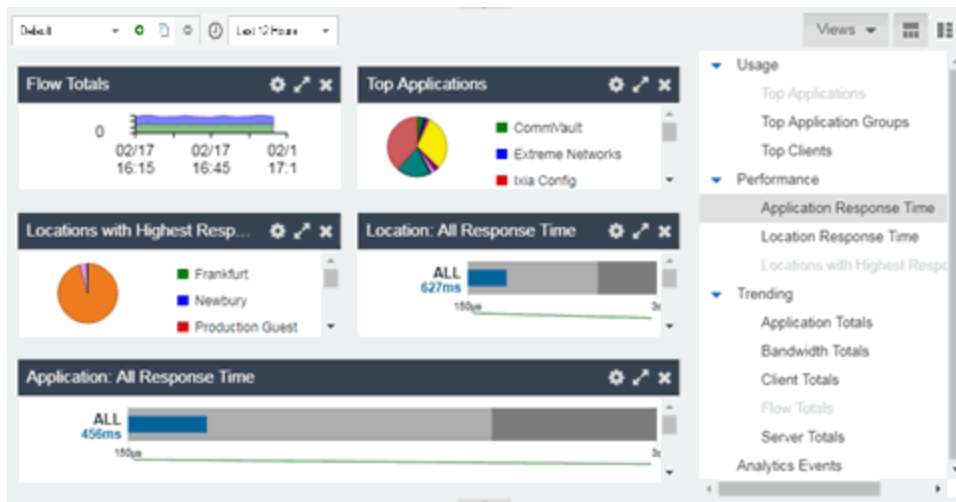 Default
Last 12 Hours
Views
Flow Totals
0
02/17 02/17 02/1
16:15 16:45 17:1
Top Applications
CommVault
Extreme Networks
Ixia Config
Locations with Highest Resp...
Frankfurt
Newbury
Production Guest
Location: All Response Time
ALL
627ms
150µs
Application: All Response Time
ALL
456ms
150µs
Usage
Top Applications
Top Application Groups
Top Clients
Performance
Application Response Time
Location Response Time
Locations with Highest Respo
Trending
Application Totals
Bandwidth Totals
Client Totals
Flow Totals
Server Totals
Analytics Events